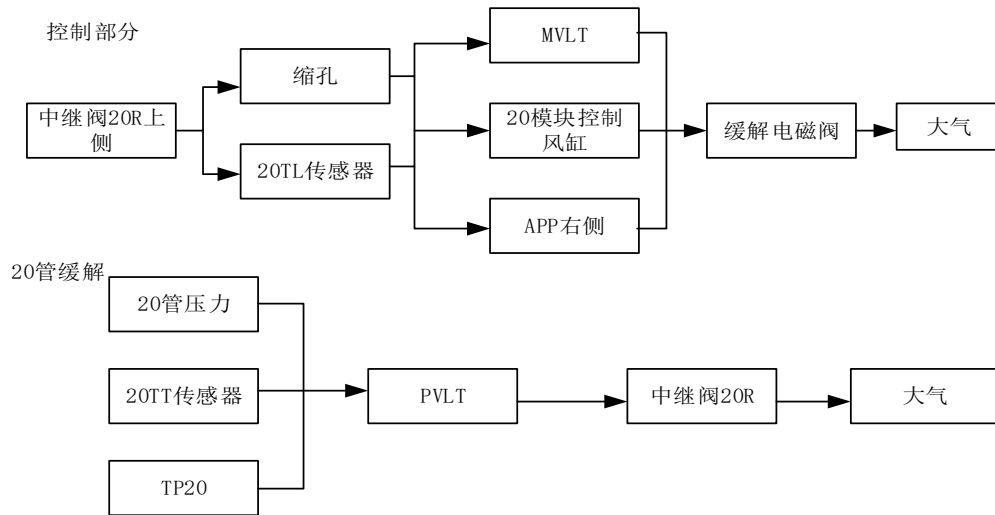 控制部分
MVLT
缩孔
中继阀20R上
侧
20模块控制
风缸
缓解电磁阀
大气
20TL传感器
APP右侧
20管缓解
20管压力
20TT传感器
PVLT
中继阀20R
大气
TP20